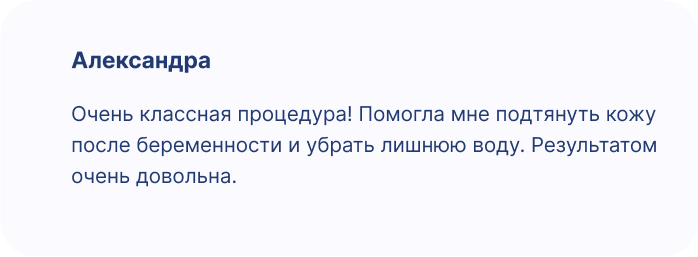 Александра
Очень классная процедура! Помогла мне подтянуть кожу
после беременности и убрать лишнюю воду. Результатом
очень довольна.